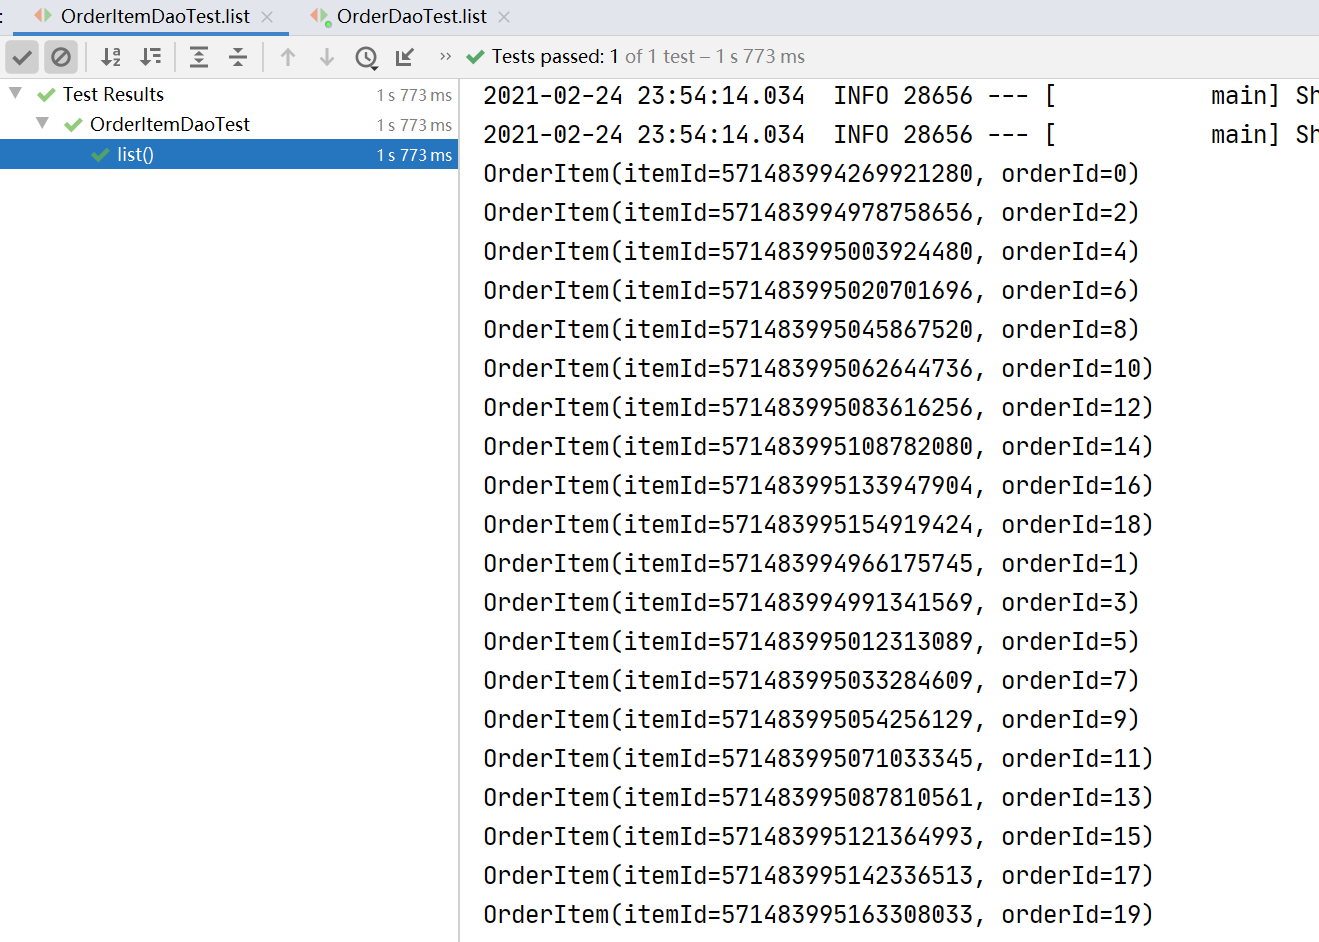 : OrderItemDaoTest.list × OrderDaoTest.list ×
» Tests passed: 1 of 1 test – 1 s 773 ms
Test Results 1 s 773 ms
OrderItemDaoTest 1 s 773 ms
list() 1 s 773 ms
2021-02-24 23:54:14.034  INFO 28656 --- [           main] Sh
2021-02-24 23:54:14.034  INFO 28656 --- [           main] Sh
OrderItem(itemId=571483994269921280, orderId=0)
OrderItem(itemId=571483994978758656, orderId=2)
OrderItem(itemId=571483995003924480, orderId=4)
OrderItem(itemId=571483995020701696, orderId=6)
OrderItem(itemId=571483995045867520, orderId=8)
OrderItem(itemId=571483995062644736, orderId=10)
OrderItem(itemId=571483995083616256, orderId=12)
OrderItem(itemId=571483995108782080, orderId=14)
OrderItem(itemId=571483995133947904, orderId=16)
OrderItem(itemId=571483995154919424, orderId=18)
OrderItem(itemId=571483994966175745, orderId=1)
OrderItem(itemId=571483994991341569, orderId=3)
OrderItem(itemId=571483995012313089, orderId=5)
OrderItem(itemId=571483995033284609, orderId=7)
OrderItem(itemId=571483995054256129, orderId=9)
OrderItem(itemId=571483995071033345, orderId=11)
OrderItem(itemId=571483995087810561, orderId=13)
OrderItem(itemId=571483995121364993, orderId=15)
OrderItem(itemId=571483995142336513, orderId=17)
OrderItem(itemId=571483995163308033, orderId=19)